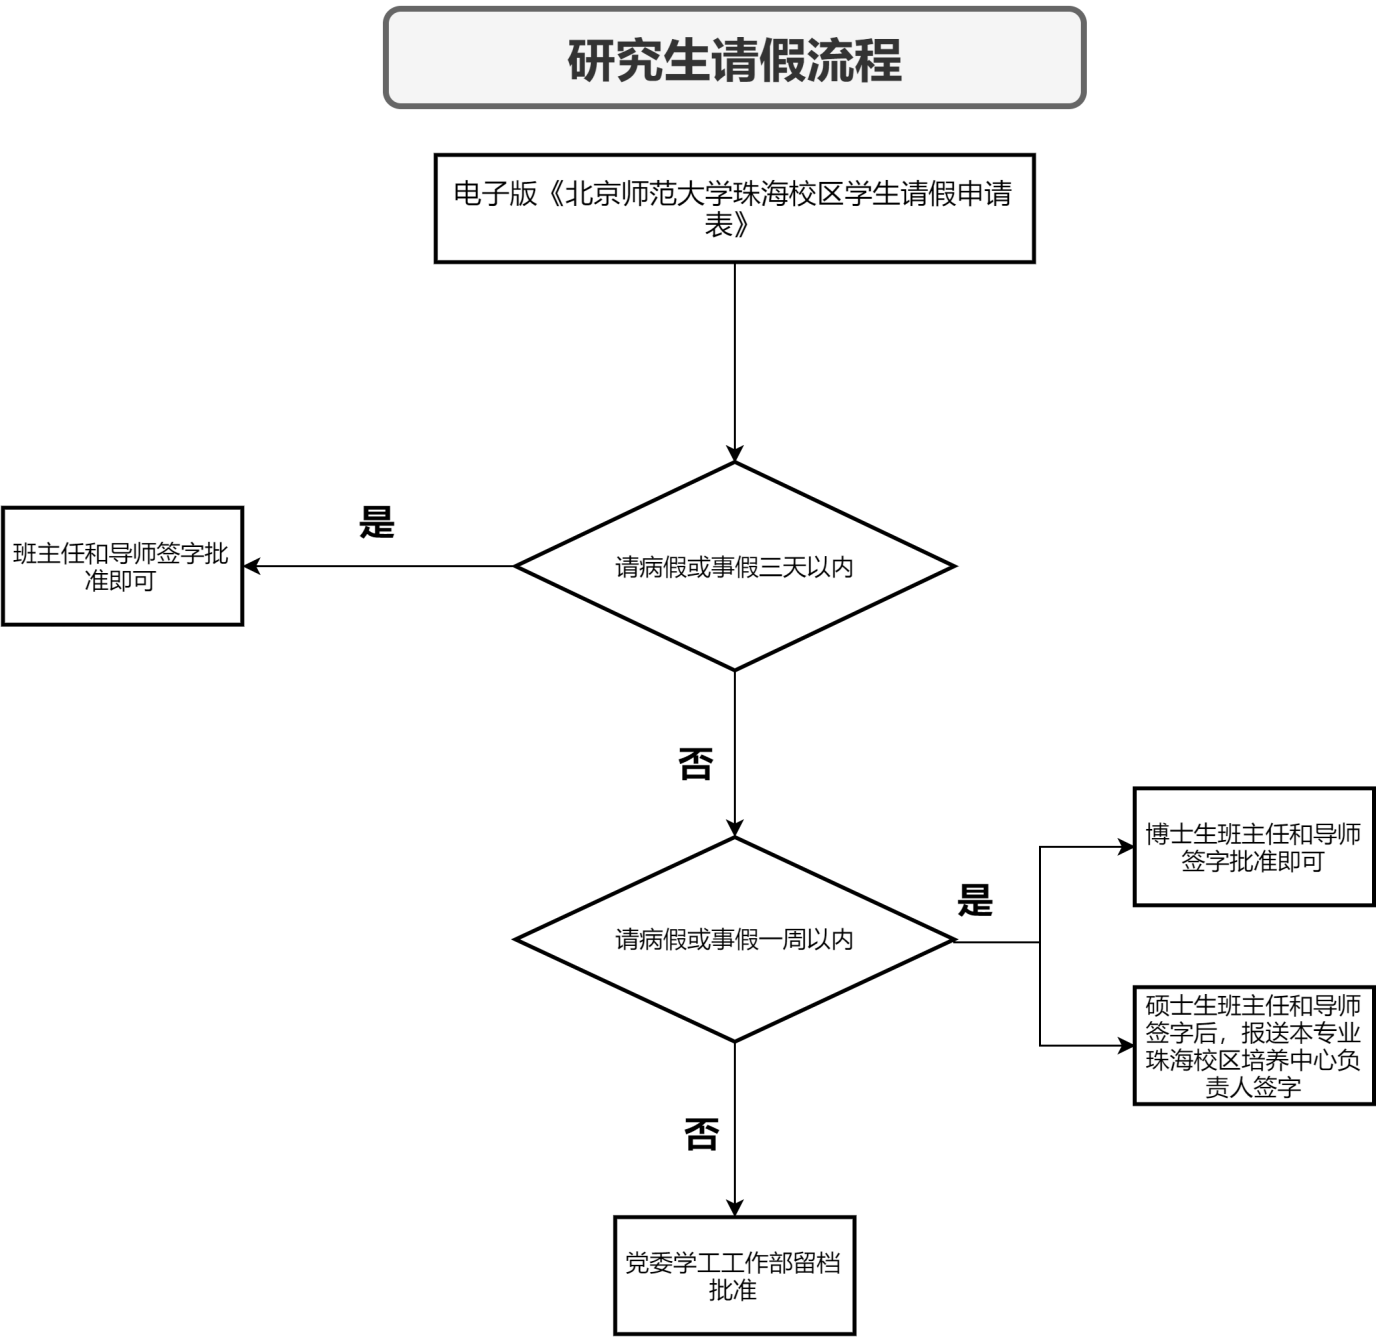 研究生请假流程
电子版《北京师范大学珠海校区学生请假申请
表》
是
班主任和导师签字批
准即可
请病假或事假三天以内
否
博士生班主任和导师
签字批准即可
是
请病假或事假一周以内
硕士生班主任和导师
签字后，报送本专业
珠海校区培养中心负
责人签字
否
党委学工工作部留档
批准